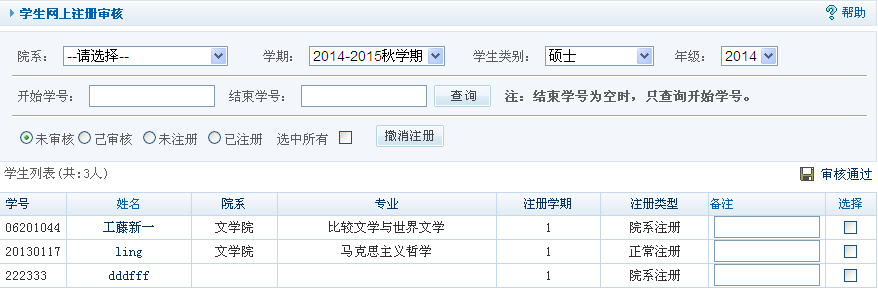 学生网上注册审核 帮助
院系： --请选择-- 学期： 2014-2015秋学期 学生类别： 硕士 年级： 2014
开始学号： 结束学号： 查询 注：结束学号为空时，只查询开始学号。
未审核 己审核 未注册 已注册 选中所有 撤消注册
学生列表(共:3人) 审核通过
学号 姓名 院系 专业 注册学期 注册类型 备注 选择
06201044 工藤新一 文学院 比较文学与世界文学 1 院系注册
20130117 ling 文学院 马克思主义哲学 1 正常注册
222333 dddfff 1 院系注册